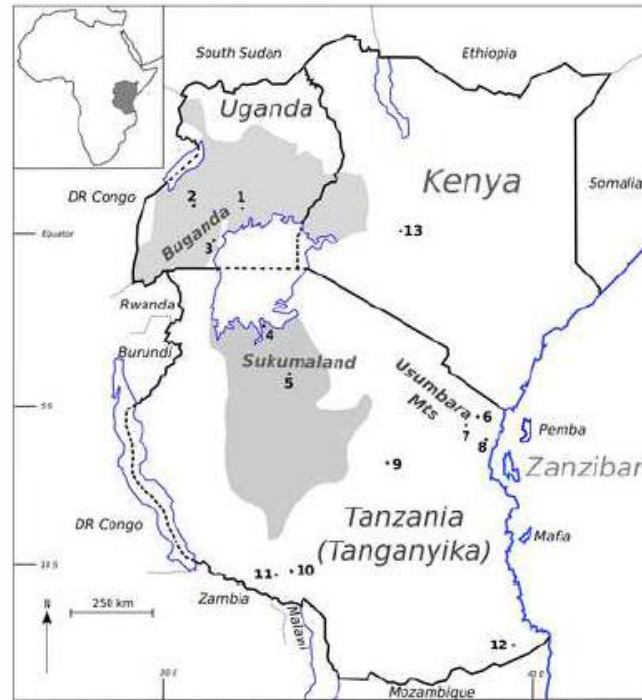 South Sudan
Ethiopia
Uganda
Kenya
DR Congo
Somalia
2
1
Buganda
13
Equator
3
Rwanda
Burundi
4
Sukumaland
5
Usumbara
Mts
5 S
6
7
8
Pemba
Zanzibar
9
Tanzania
(Tanganyika)
DR Congo
Mafia
11
10
Zambia
Malawi
N
250 km
12
Mozambique
40 E